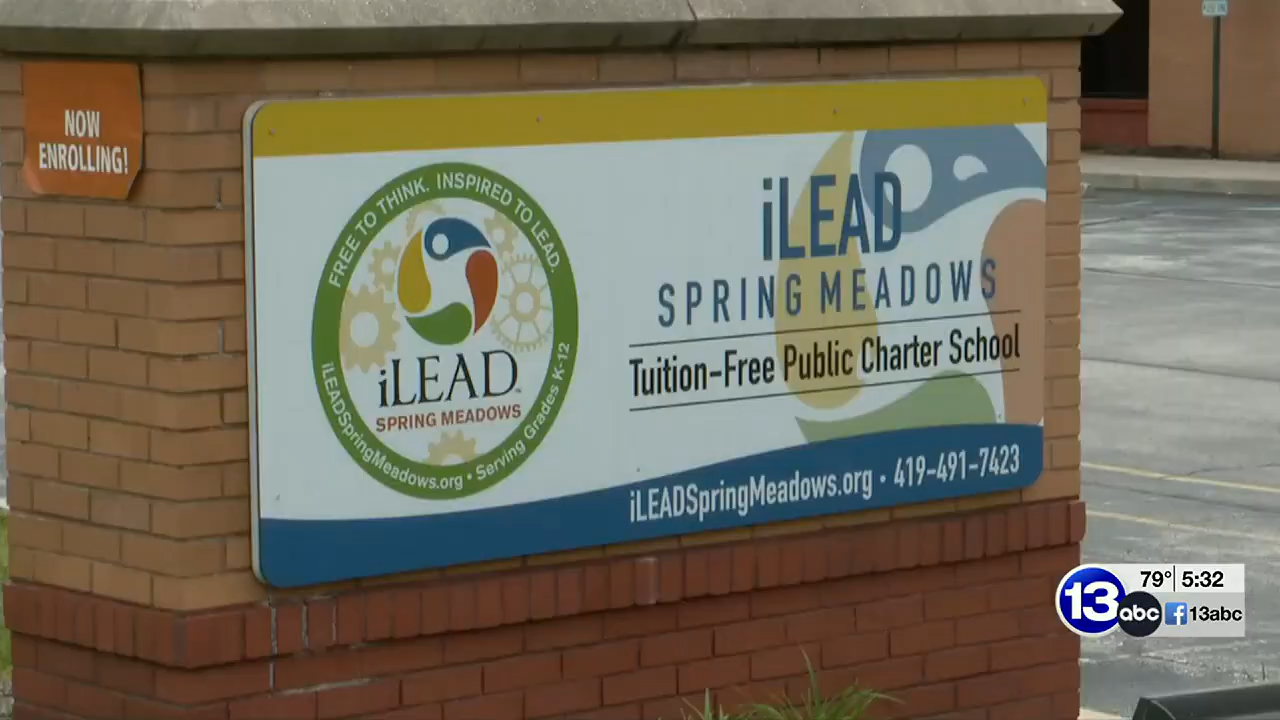 NOW
ENROLLING!
FREE TO THINK. INSPIRED TO LEAD.
iLEAD™
SPRING MEADOWS
iLEADSpringMeadows.org • Serving Grades K-12
iLEAD
SPRING MEADOWS
Tuition-Free Public Charter School
iLEADSpringMeadows.org • 419-491-7423
79° 5:32
13 abc f 13abc